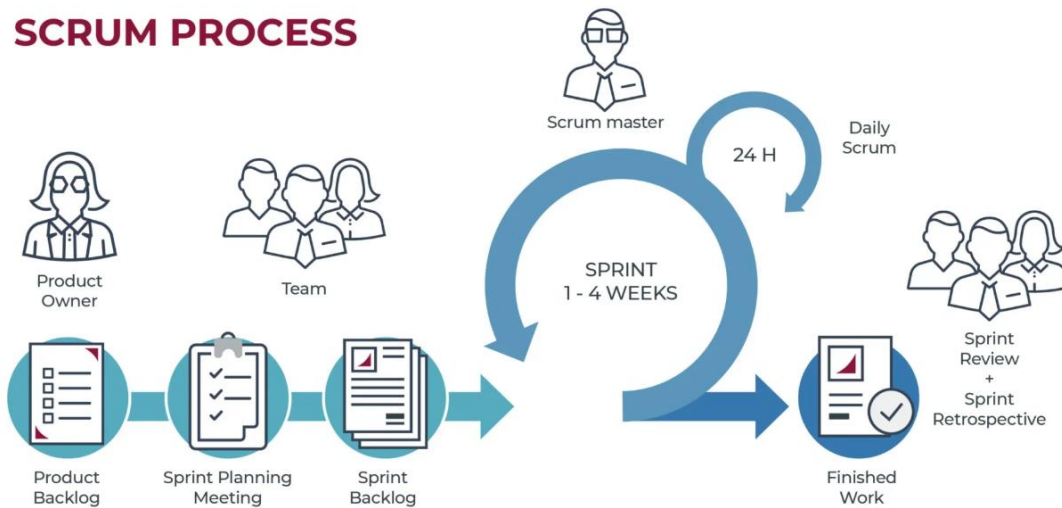 SCRUM PROCESS
Scrum master
24 H
Daily
Scrum
Product
Owner
Team
SPRINT
1 - 4 WEEKS
Sprint
Review
+
Sprint
Retrospective
Product
Backlog
Sprint Planning
Meeting
Sprint
Backlog
Finished
Work